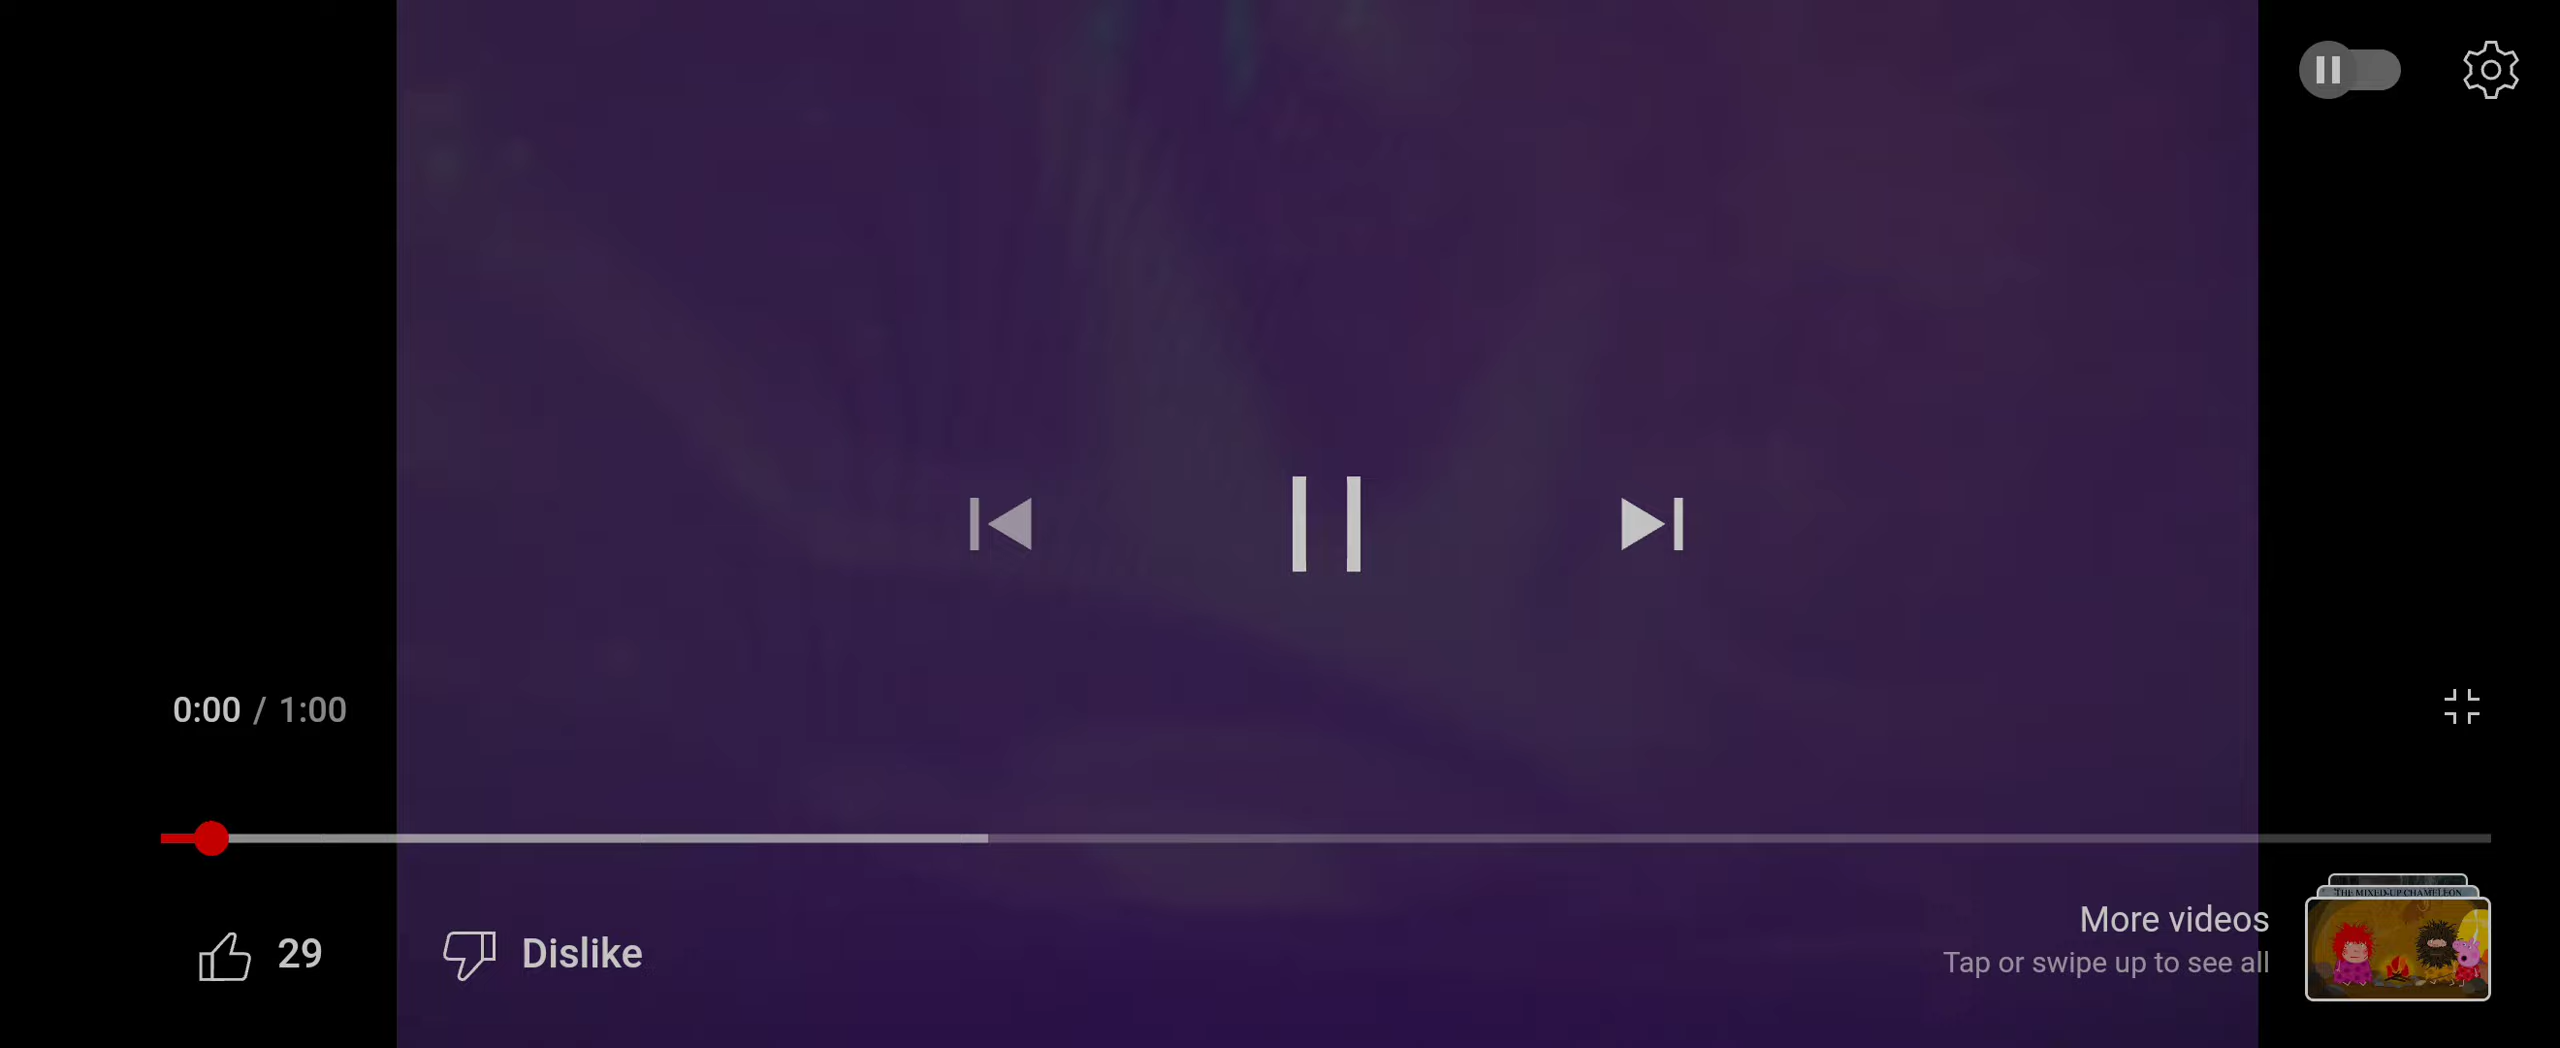 0:00 / 1:00
29
Dislike
More videos
Tap or swipe up to see all
THE MIXED-UP CHAMELEON